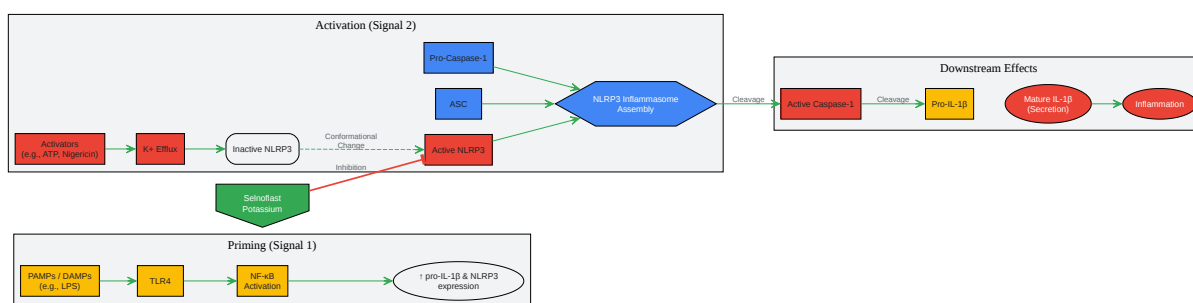 Activation (Signal 2)
Pro-Caspase-1
ASC
NLRP3 Inflammasome
Assembly
Activators
(e.g., ATP, Nigericin)
K+ Efflux
Inactive NLRP3
Conformational
Change
Active NLRP3
Inhibition
Selnoflast
Potassium
Cleavage
Downstream Effects
Active Caspase-1
Cleavage
Pro-IL-1β
Mature IL-1β
(Secretion)
Inflammation
Priming (Signal 1)
PAMPs / DAMPs
(e.g., LPS)
TLR4
NF-κB
Activation
↑ pro-IL-1β & NLRP3
expression